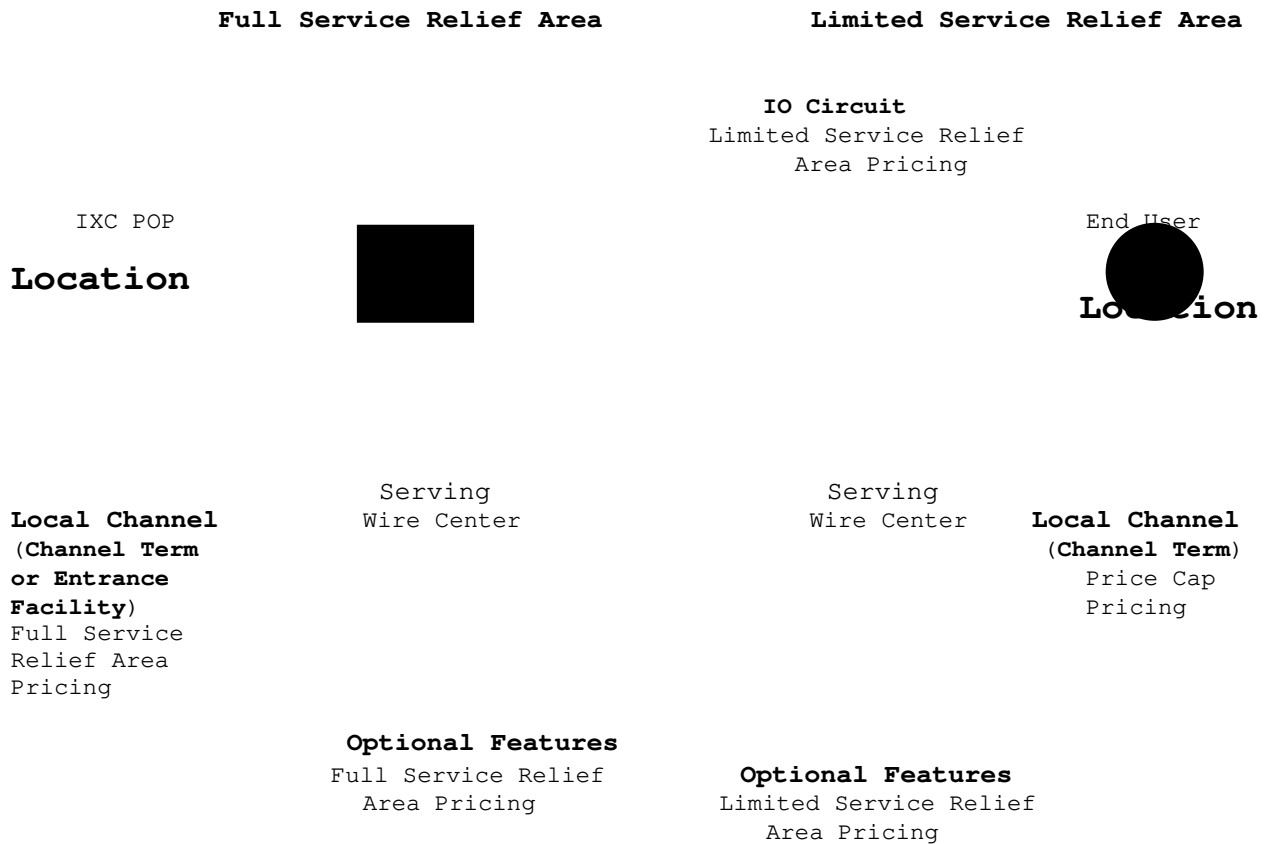 Full Service Relief Area
Limited Service Relief Area
IO Circuit
Limited Service Relief
Area Pricing
IXC POP
Location
End User
Serving
Wire Center
Serving
Wire Center
Local Channel
(Channel Term
or Entrance
Facility)
Full Service
Relief Area
Pricing
Local Channel
(Channel Term)
Price Cap
Pricing
Optional Features
Full Service Relief
Area Pricing
Optional Features
Limited Service Relief
Area Pricing